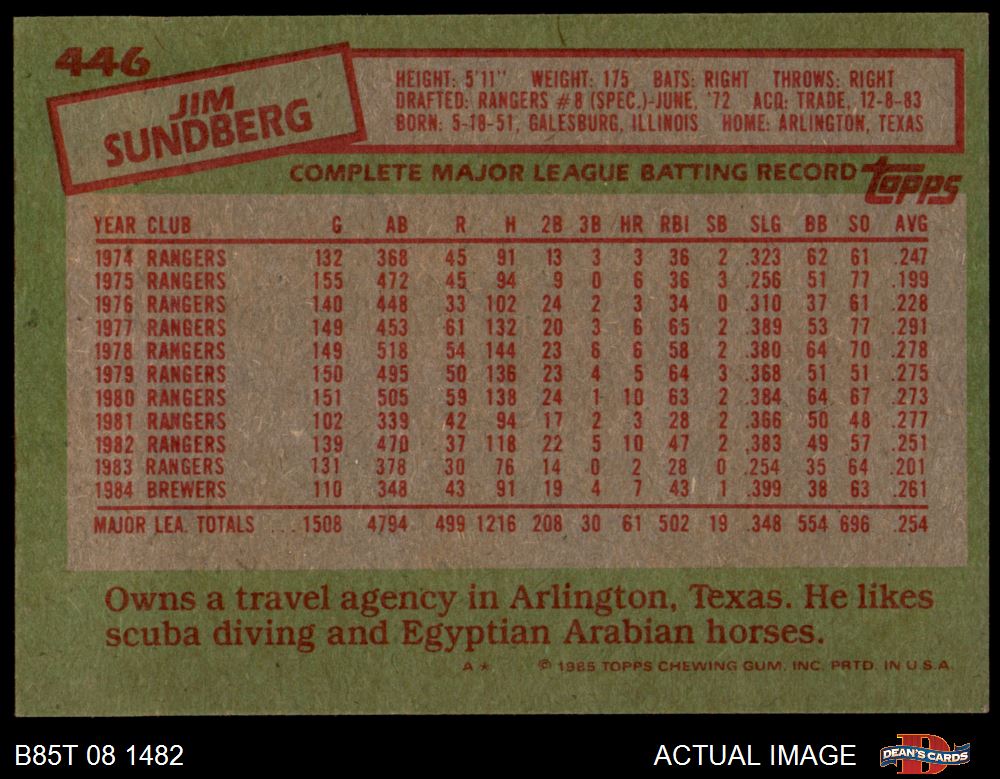 446
JIM
SUNDBERG
HEIGHT: 5'11" WEIGHT: 175 BATS: RIGHT THROWS: RIGHT
DRAFTED: RANGERS #8 (SPEC.)-JUNE, '72 ACQ: TRADE, 12-8-83
BORN: 5-18-51, GALESBURG, ILLINOIS HOME: ARLINGTON, TEXAS
COMPLETE MAJOR LEAGUE BATTING RECORD topps
YEAR CLUB G AB R H 2B 3B HR RBI SB SLG BB SO AVG
1974 RANGERS 132 368 45 91 13 3 3 36 2 .323 62 61 .247
1975 RANGERS 155 472 45 94 9 0 6 36 3 .256 51 77 .199
1976 RANGERS 140 448 33 102 24 2 3 34 0 .310 37 61 .228
1977 RANGERS 149 453 61 132 20 3 6 65 2 .389 53 77 .291
1978 RANGERS 149 518 54 144 23 6 6 58 2 .380 64 70 .278
1979 RANGERS 150 495 50 136 23 4 5 64 3 .368 51 51 .275
1980 RANGERS 151 505 59 138 24 1 10 63 2 .384 64 67 .273
1981 RANGERS 102 339 42 94 17 2 3 28 2 .366 50 48 .277
1982 RANGERS 139 470 37 118 22 5 10 47 2 .383 49 57 .251
1983 RANGERS 131 378 30 76 14 0 2 28 0 .254 35 64 .201
1984 BREWERS 110 348 43 91 19 4 7 43 1 .399 38 63 .261
MAJOR LEA. TOTALS ... 1508 4794 499 1216 208 30 61 502 19 .348 554 696 .254
Owns a travel agency in Arlington, Texas. He likes
scuba diving and Egyptian Arabian horses.
A * © 1985 TOPPS CHEWING GUM, INC. PRTD. IN U.S.A.
B85T 08 1482 ACTUAL IMAGE DEAN'S CARDS